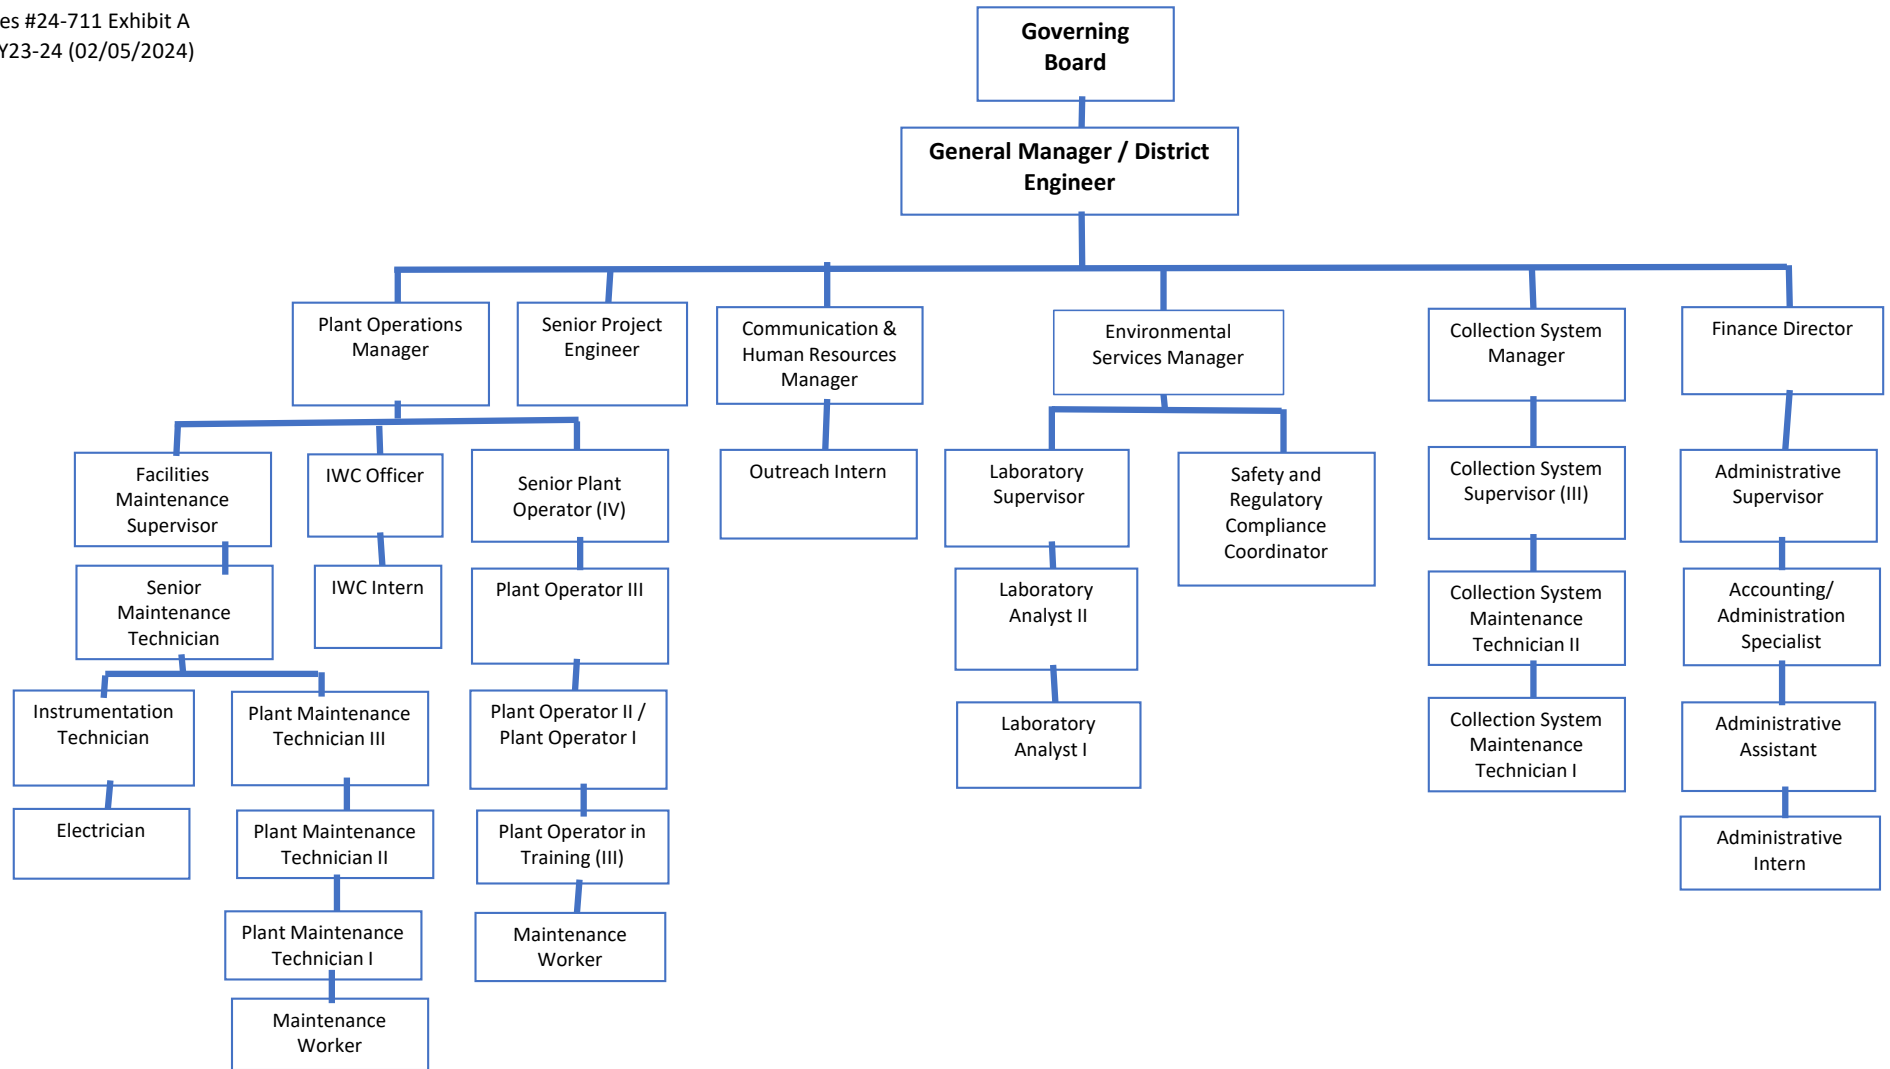 es #24-711 Exhibit A
Y23-24 (02/05/2024)
Governing
Board
General Manager / District
Engineer
Plant Operations
Manager
Senior Project
Engineer
Communication &
Human Resources
Manager
Environmental
Services Manager
Collection System
Manager
Finance Director
Facilities
Maintenance
Supervisor
IWC Officer
Senior Plant
Operator (IV)
Outreach Intern
Laboratory
Supervisor
Safety and
Regulatory
Compliance
Coordinator
Collection System
Supervisor (III)
Administrative
Supervisor
Senior
Maintenance
Technician
IWC Intern
Plant Operator III
Laboratory
Analyst II
Collection System
Maintenance
Technician II
Accounting/
Administration
Specialist
Instrumentation
Technician
Plant Maintenance
Technician III
Plant Operator II /
Plant Operator I
Laboratory
Analyst I
Collection System
Maintenance
Technician I
Administrative
Assistant
Electrician
Plant Maintenance
Technician II
Plant Operator in
Training (III)
Administrative
Intern
Plant Maintenance
Technician I
Maintenance
Worker
Maintenance
Worker